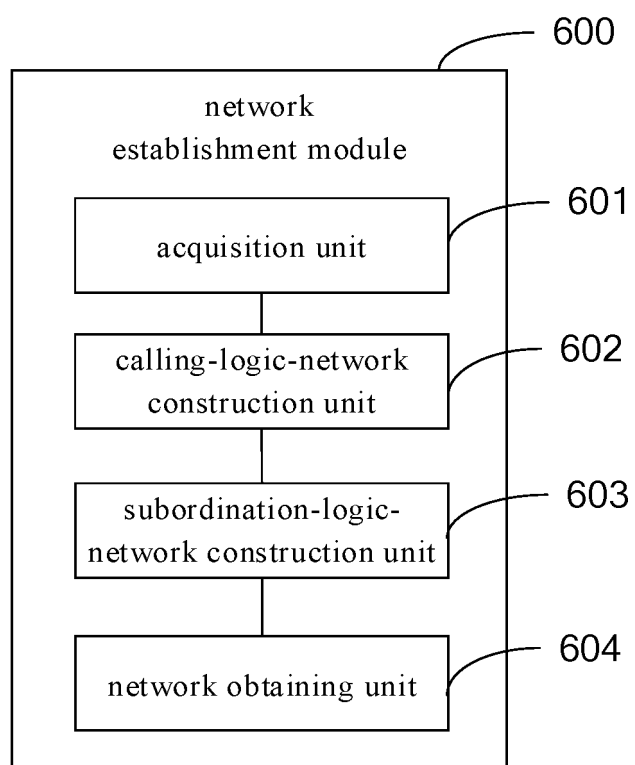 600
network
establishment module
601
acquisition unit
602
calling-logic-network
construction unit
603
subordination-logic-
network construction unit
604
network obtaining unit